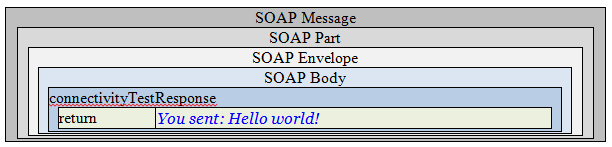 SOAP Message
SOAP Part
SOAP Envelope
SOAP Body
connectivityTestResponse
return You sent: Hello world!